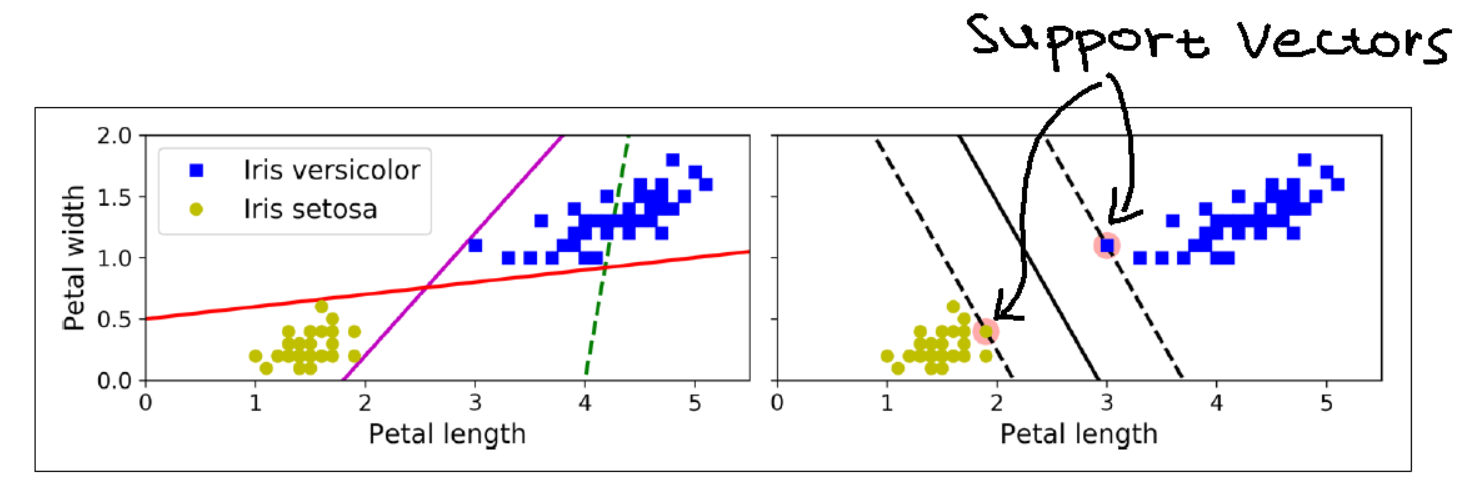 Support Vectors
2.0
1.5
1.0
0.5
0.0
Petal width
Iris versicolor
Iris setosa
0 1 2 3 4 5
Petal length
0 1 2 3 4 5
Petal length